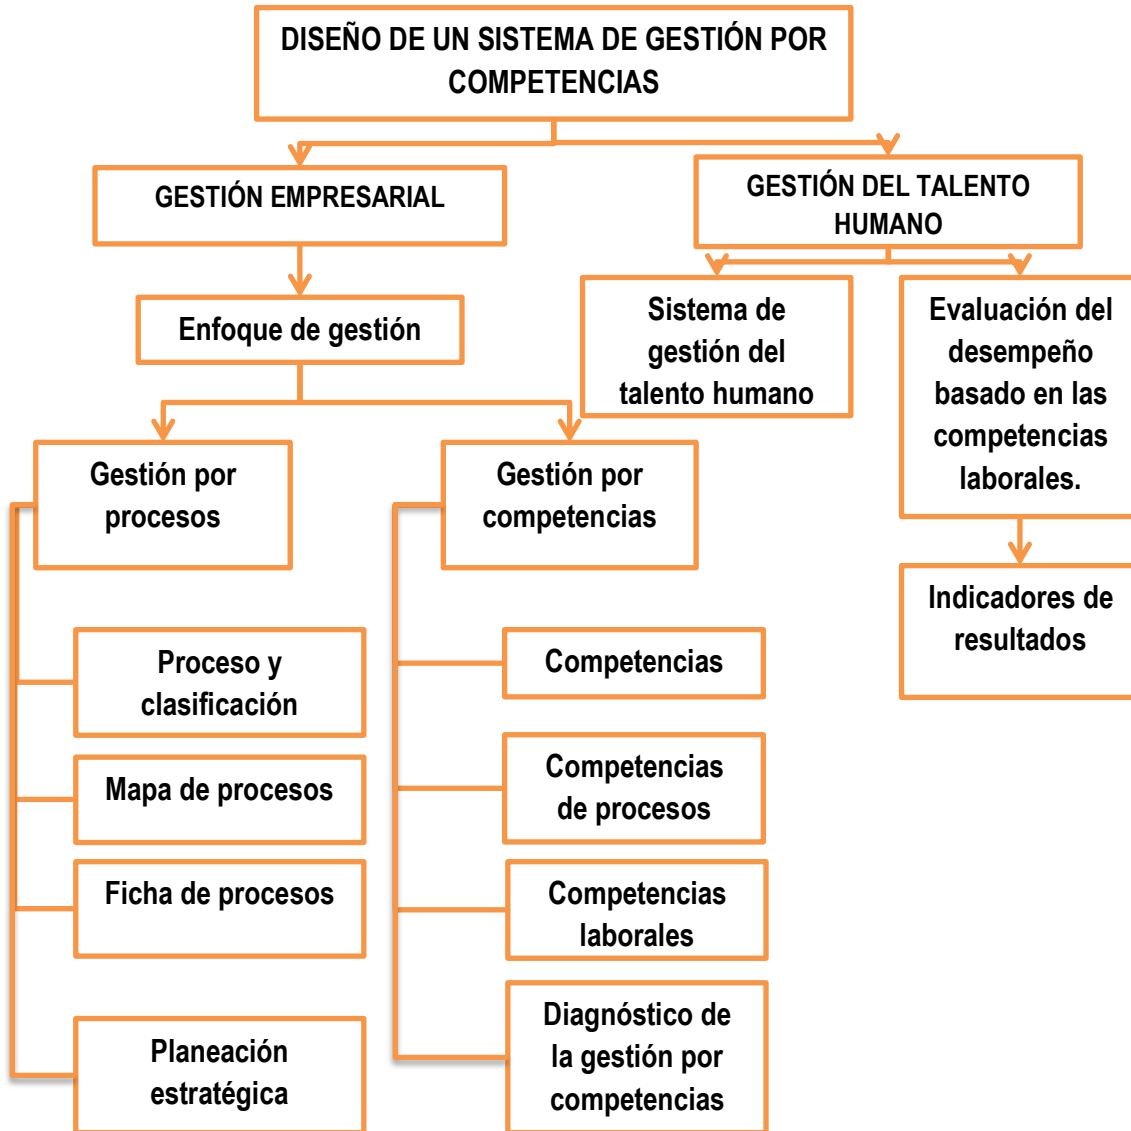 DISEÑO DE UN SISTEMA DE GESTIÓN POR
COMPETENCIAS
GESTIÓN EMPRESARIAL
GESTIÓN DEL TALENTO
HUMANO
Enfoque de gestión
Sistema de
gestión del
talento humano
Evaluación del
desempeño
basado en las
competencias
laborales.
Gestión por
procesos
Gestión por
competencias
Indicadores de
resultados
Proceso y
clasificación
Mapa de procesos
Ficha de procesos
Planeación
estratégica
Competencias
Competencias
de procesos
Competencias
laborales
Diagnóstico de
la gestión por
competencias